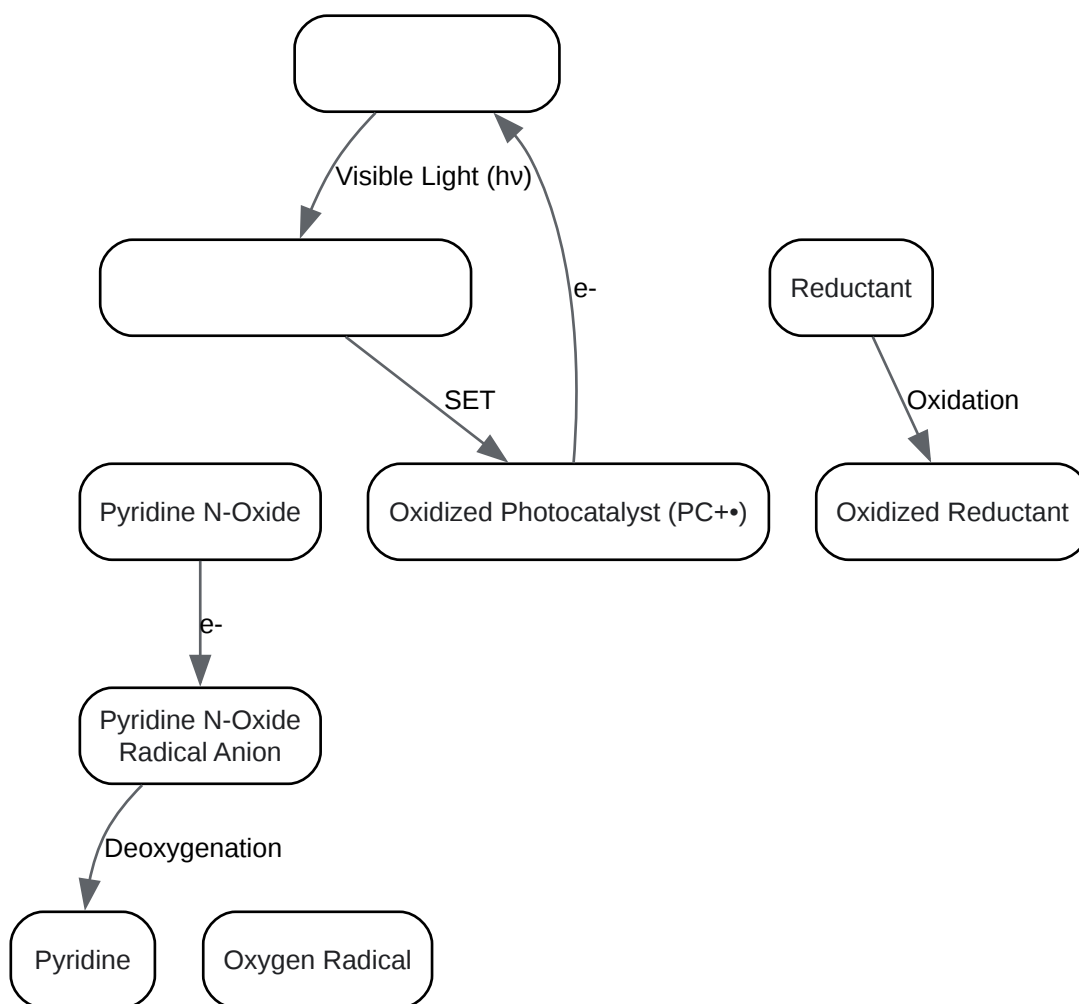 Visible Light (hν)
e-
Reductant
SET
Oxidation
Pyridine N-Oxide
Oxidized Photocatalyst (PC+•)
Oxidized Reductant
e-
Pyridine N-Oxide
Radical Anion
Deoxygenation
Pyridine
Oxygen Radical